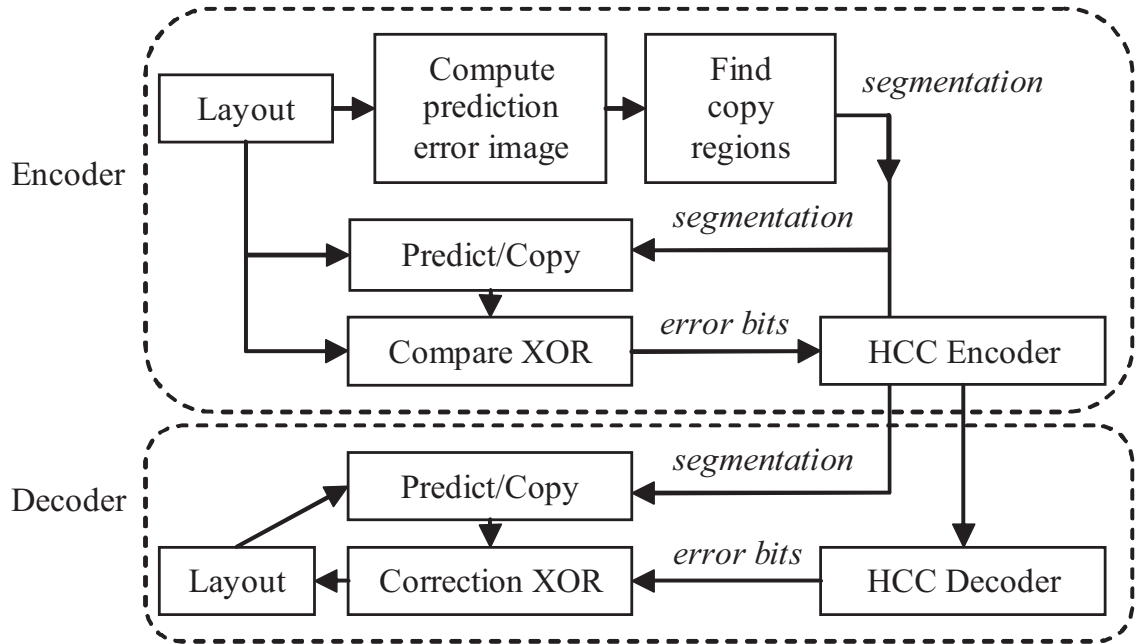 Encoder
Layout
Compute
prediction
error image
Find
copy
regions
segmentation
Predict/Copy
segmentation
Compare XOR
error bits
HCC Encoder
Decoder
Predict/Copy
segmentation
Layout
Correction XOR
error bits
HCC Decoder